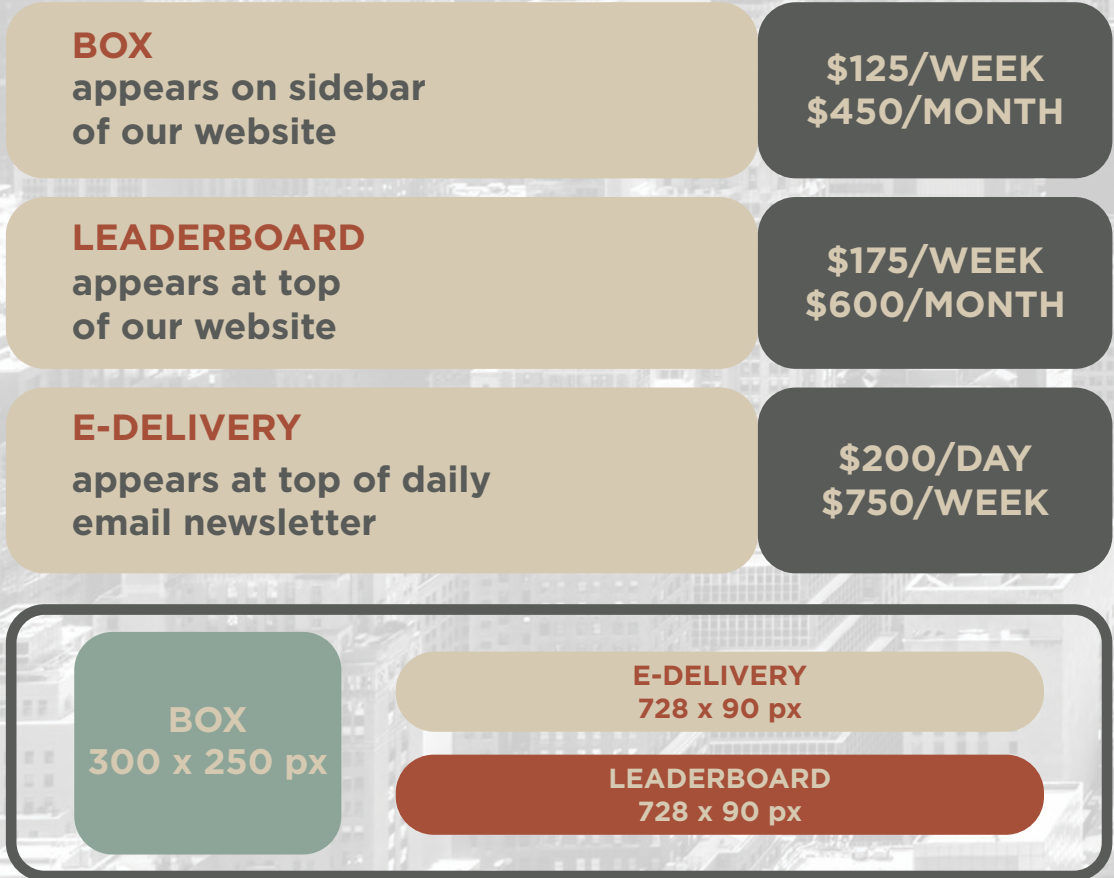 BOX
appears on sidebar
of our website
$125/WEEK
$450/MONTH
LEADERBOARD
appears at top
of our website
$175/WEEK
$600/MONTH
E-DELIVERY
appears at top of daily
email newsletter
$200/DAY
$750/WEEK
BOX
300 x 250 px
E-DELIVERY
728 x 90 px
LEADERBOARD
728 x 90 px